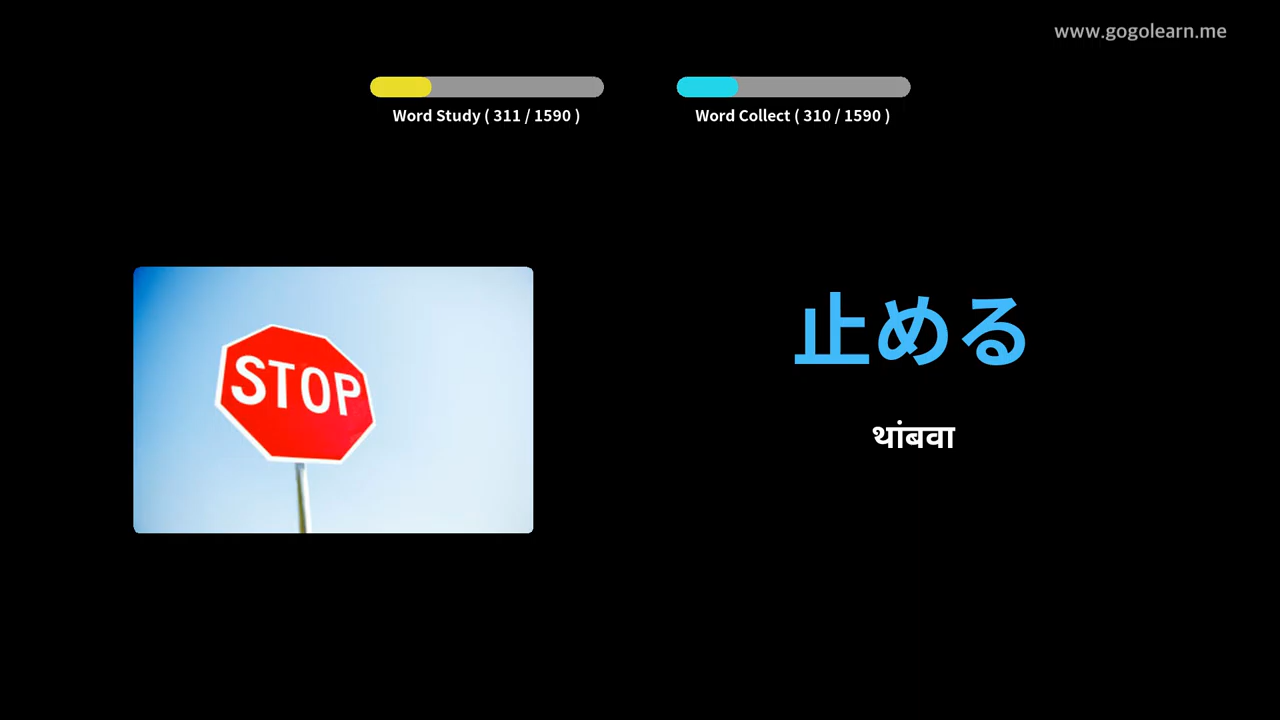 www.gogolearn.me
Word Study ( 311 / 1590 )
Word Collect ( 310 / 1590 )
STOP
止める
थांबवा